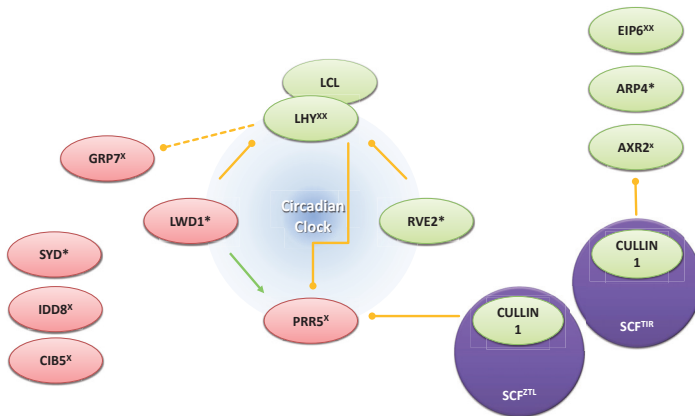 EIP6XX
LCL
ARP4*
LHYXX
AXR2x
GRP7X
Circadian
Clock
LWD1*
RVE2*
SYD*
CULLIN
1
IDD8X
PRR5X
CULLIN
1
SCFTIR
CIB5X
SCFZTL